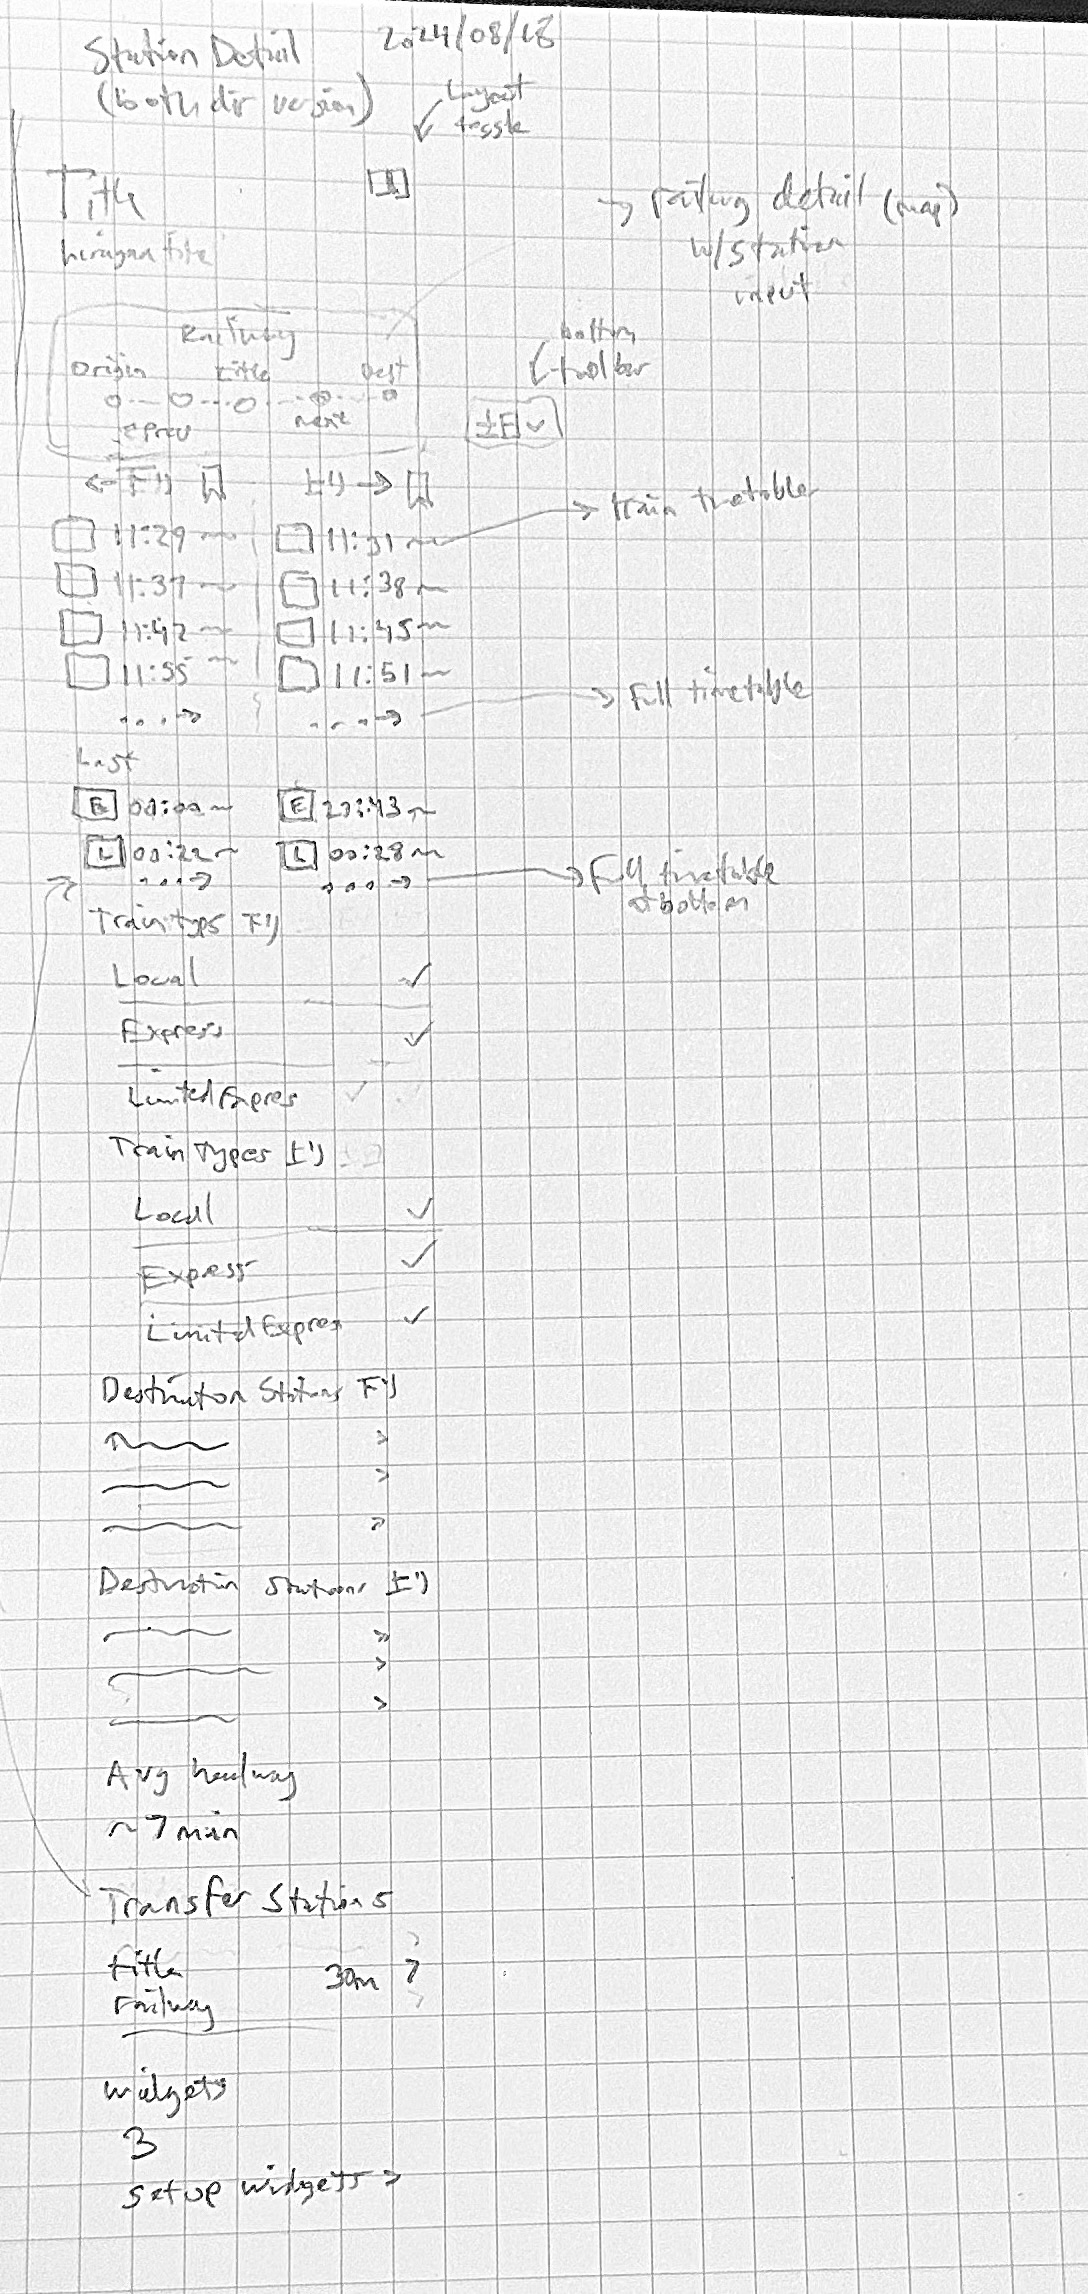 Station Detail 2024/08/18
(both dir version)
Layout
toggle
Title
hiragana title
→ railway detail (map)
w/station
input
Railway
Origin title Dest
prev next
bottom
toolbar
土日 ✓
← 下り 上り →
11:29 11:31 → train timetable
11:37 11:38
11:42 11:45
11:55 11:51
...→ ...→ → Full timetable
Last
E 00:00 E 23:43
L 00:22 L 00:28
...→ ...→ → Full timetable
at bottom
Train types 下り
Local ✓
Express ✓
Limited Expres ✓
Train Types 上り
Local ✓
Express ✓
Limited Expres ✓
Destination Stations 下り
>
>
>
Destination Stations 上り
>
>
>
Avg headway
~7 min
Transfer Stations
title 30m >
railway
widgets
3
setup widgets >